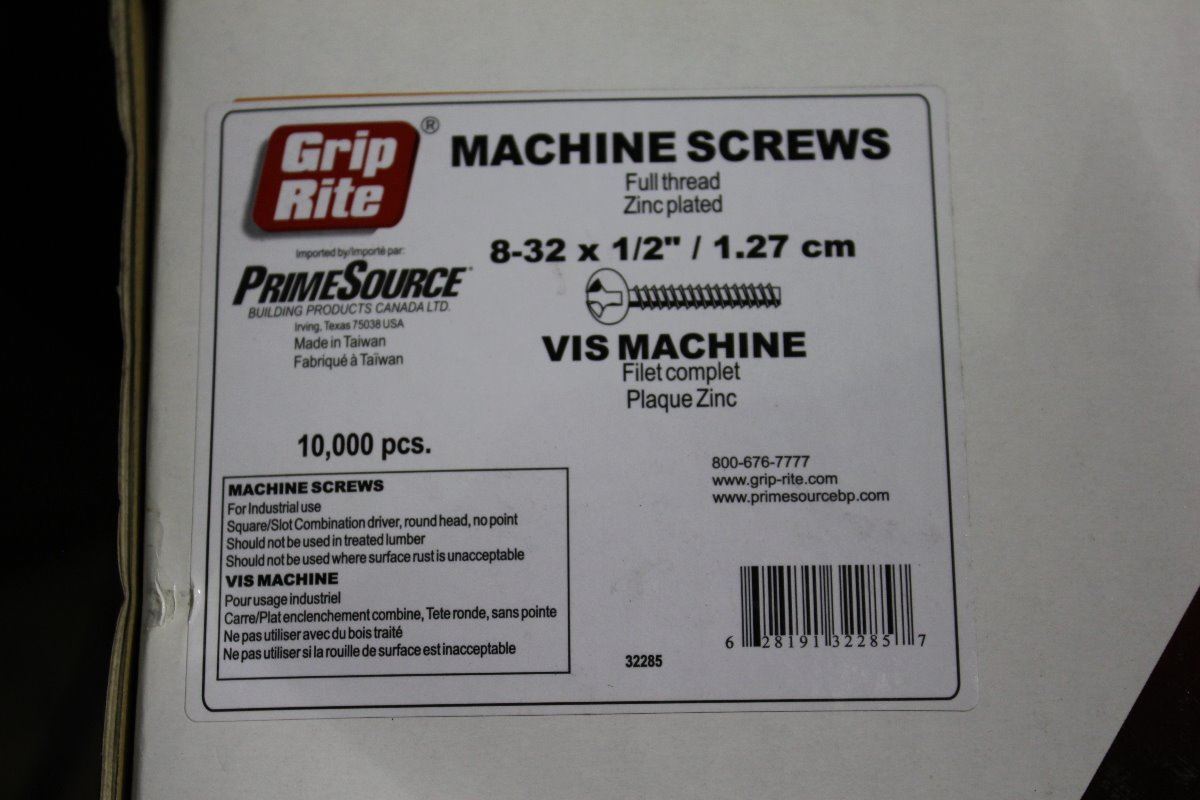 Grip
Rite®
MACHINE SCREWS
Full thread
Zinc plated
8-32 x 1/2" / 1.27 cm
VIS MACHINE
Filet complet
Plaque Zinc
Imported by/Importé par:
PRIMESOURCE
BUILDING PRODUCTS CANADA LTD.
Irving, Texas 75038 USA
Made in Taiwan
Fabriqué à Taïwan
10,000 pcs.
MACHINE SCREWS
For Industrial use
Square/Slot Combination driver, round head, no point
Should not be used in treated lumber
Should not be used where surface rust is unacceptable
VIS MACHINE
Pour usage industriel
Carre/Plat enclenchement combine, Tete ronde, sans pointe
Ne pas utiliser avec du bois traité
Ne pas utiliser si la rouille de surface est inacceptable
800-676-7777
www.grip-rite.com
www.primesourcebp.com
6 28191 32285 7
32285